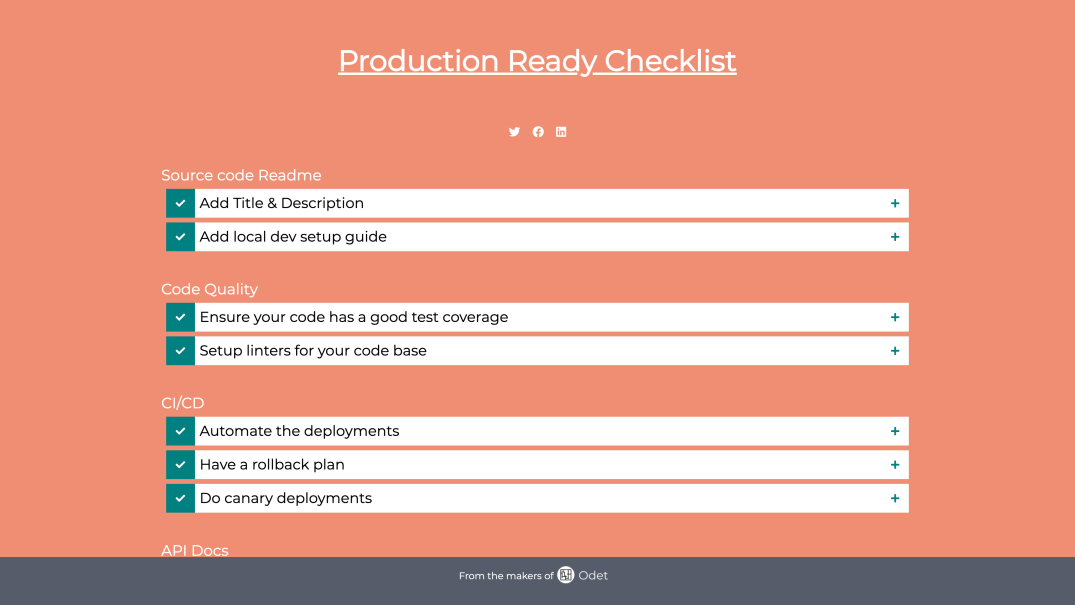 Production Ready Checklist
Source code Readme
Add Title & Description
Add local dev setup guide
Code Quality
Ensure your code has a good test coverage
Setup linters for your code base
CI/CD
Automate the deployments
Have a rollback plan
Do canary deployments
API Docs
From the makers of Odet